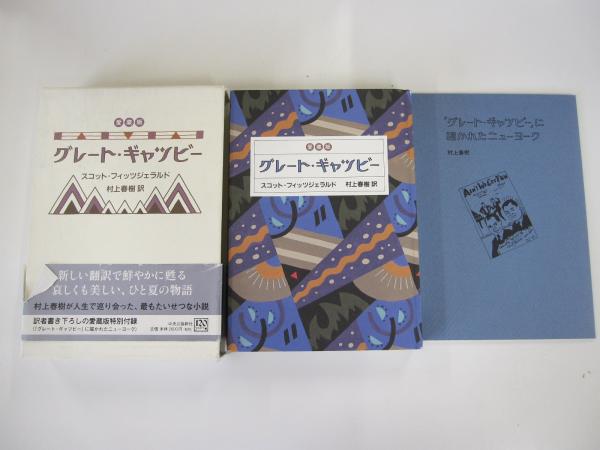 愛蔵版
グレート・ギャツビー
スコット・フィッツジェラルド
村上春樹 訳
新しい翻訳で鮮やかに甦る
哀しくも美しい、ひと夏の物語
村上春樹が人生で巡り会った、最もたいせつな小説
訳者書き下ろしの愛蔵版特別付録
(『グレート・ギャツビー』に描かれたニューヨーク)
中央公論新社
120
愛蔵版
グレート・ギャツビー
スコット・フィッツジェラルド 村上春樹 訳
『グレート・ギャツビー』に
描かれたニューヨーク
村上春樹
AIN'T WE GOT FUN